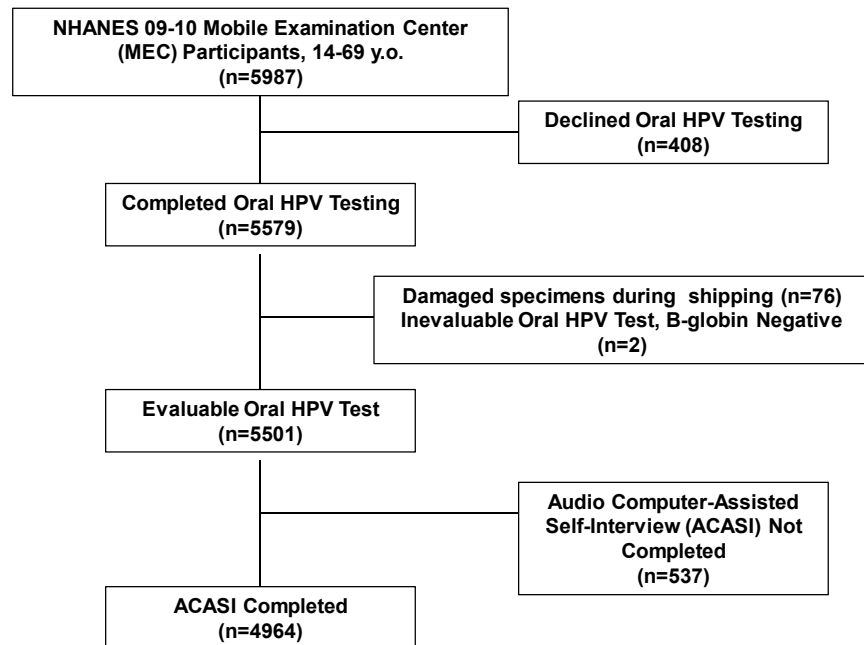 NHANES 09-10 Mobile Examination Center
(MEC) Participants, 14-69 y.o.
(n=5987)
Declined Oral HPV Testing
(n=408)
Completed Oral HPV Testing
(n=5579)
Damaged specimens during  shipping (n=76)
Inevaluable Oral HPV Test, B-globin Negative
(n=2)
Evaluable Oral HPV Test
(n=5501)
Audio Computer-Assisted
Self-Interview (ACASI) Not
Completed
(n=537)
ACASI Completed
(n=4964)